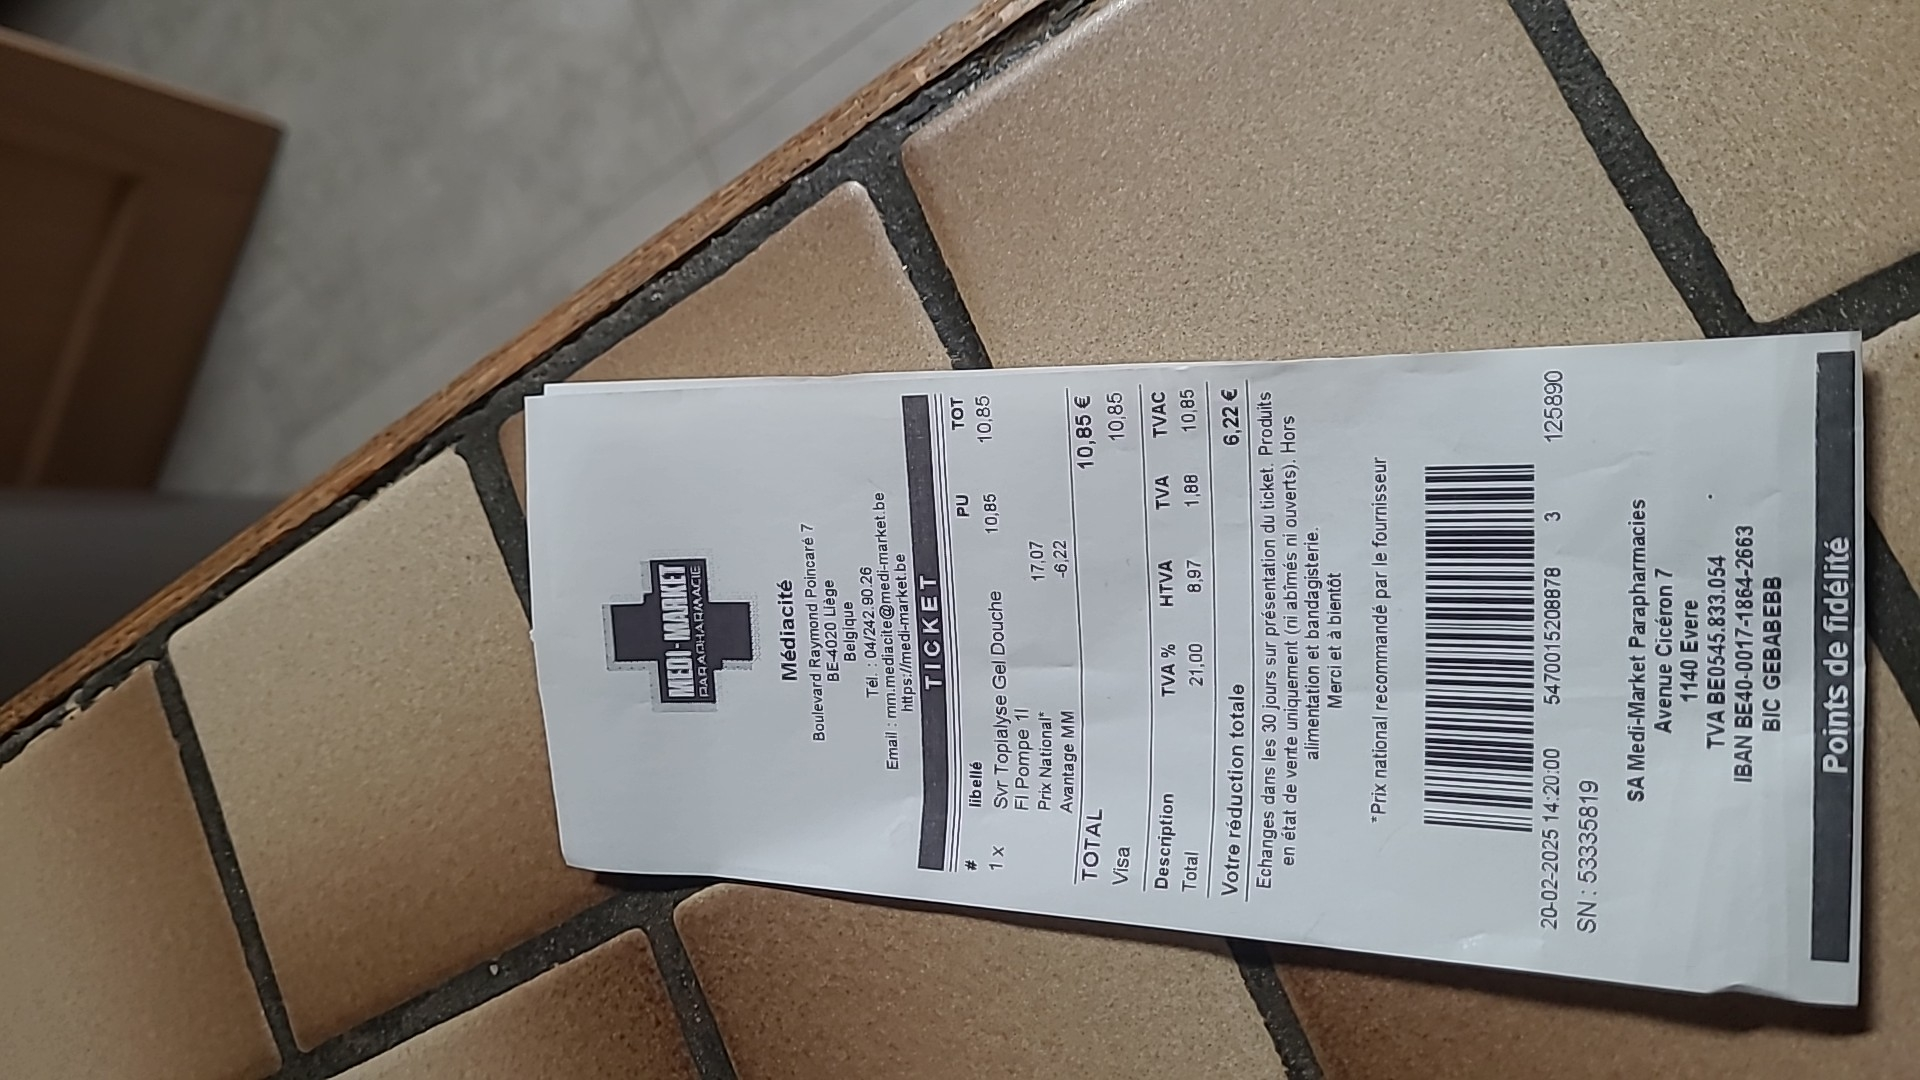 MEDI-MARKET
PARAPHARMACIE
Médiacité
Boulevard Raymond Poincaré 7
BE-4020 Liège
Belgique
Tél. : 04/242.90.26
Email : mm.mediacite@medi-market.be
https://medi-market.be
TICKET
# libellé PU TOT
1 x Svr Topialyse Gel Douche 10,85 10,85
Fl Pompe 1l
Prix National* 17,07
Avantage MM -6,22
TOTAL 10,85 €
Visa 10,85
Description TVA % HTVA TVA TVAC
Total 21,00 8,97 1,88 10,85
Votre réduction totale 6,22 €
Echanges dans les 30 jours sur présentation du ticket. Produits
en état de vente uniquement (ni abîmés ni ouverts). Hors
alimentation et bandagisterie.
Merci et à bientôt
*Prix national recommandé par le fournisseur
20-02-2025 14:20:00 5470015208878 3 125890
SN : 53335819
SA Medi-Market Parapharmacies
Avenue Cicéron 7
1140 Evere
TVA BE0545.833.054
IBAN BE40-0017-1864-2663
BIC GEBABEBB
Points de fidélité